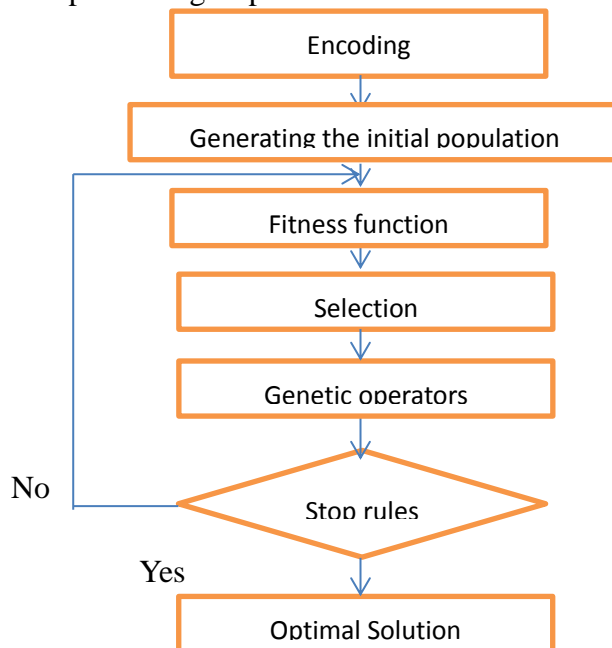 Encoding
Generating the initial population
Fitness function
Selection
Genetic operators
No
Stop rules
Yes
Optimal Solution